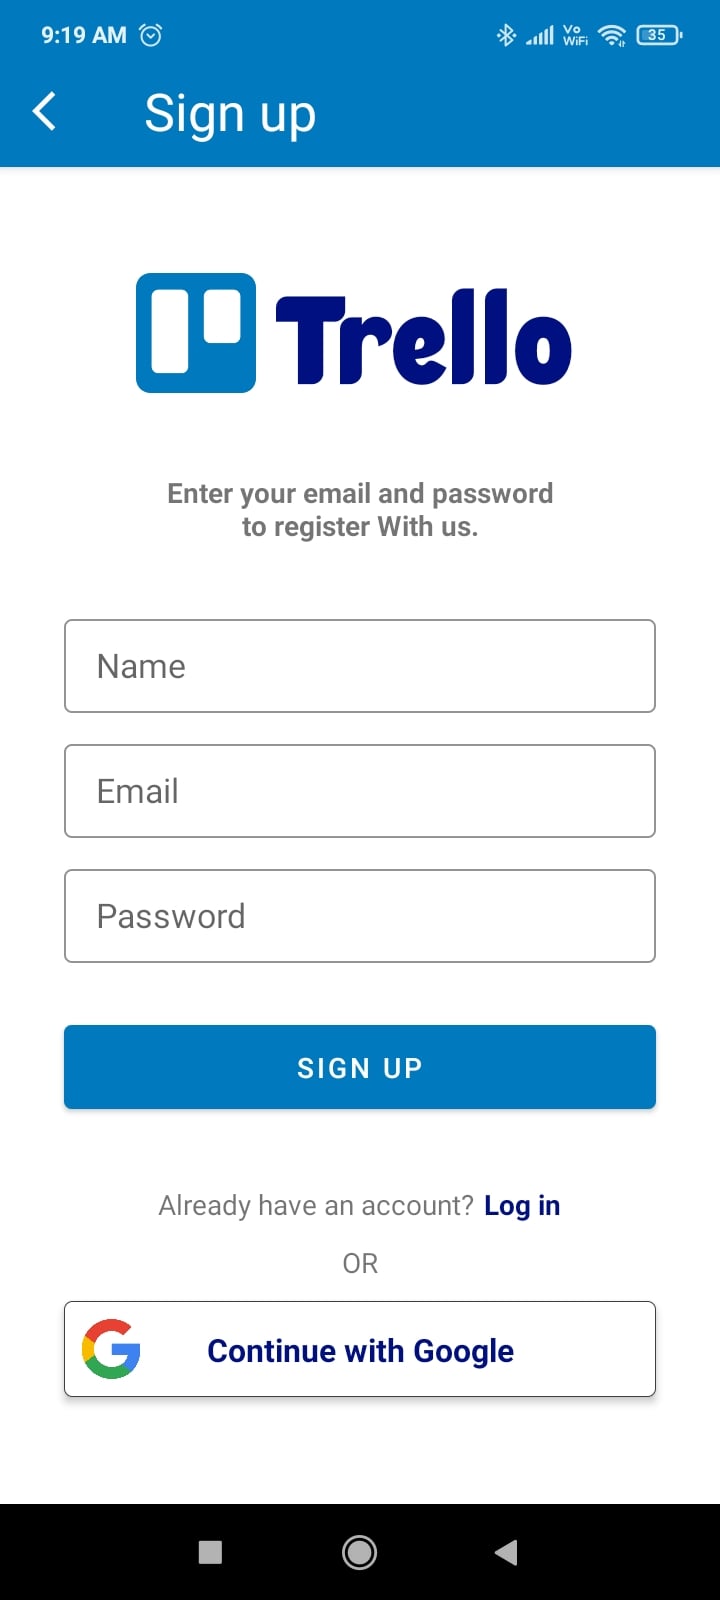 9:19 AM
Vo
WiFi
35
Sign up
Trello
Enter your email and password
to register With us.
Name
Email
Password
SIGN UP
Already have an account? Log in
OR
Continue with Google